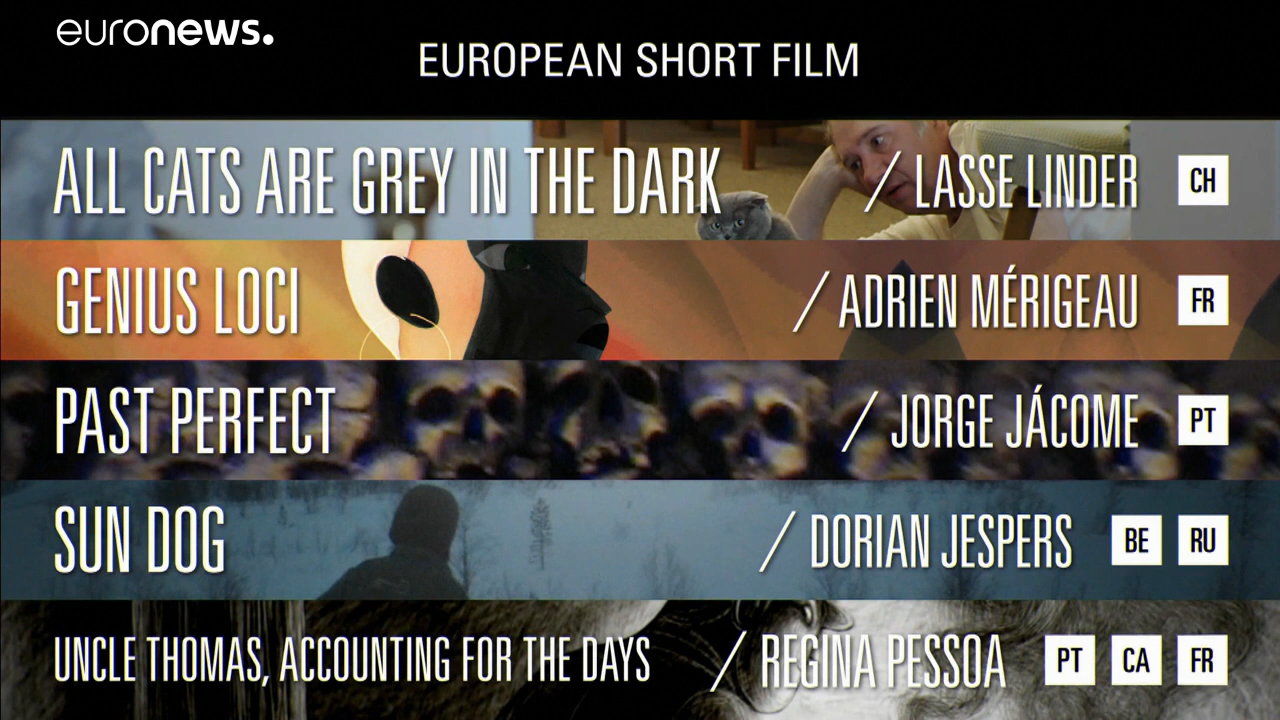 euronews.
EUROPEAN SHORT FILM
ALL CATS ARE GREY IN THE DARK / LASSE LINDER CH
GENIUS LOCI / ADRIEN MÉRIGEAU FR
PAST PERFECT / JORGE JÁCOME PT
SUN DOG / DORIAN JESPERS BE RU
UNCLE THOMAS, ACCOUNTING FOR THE DAYS / REGINA PESSOA PT CA FR